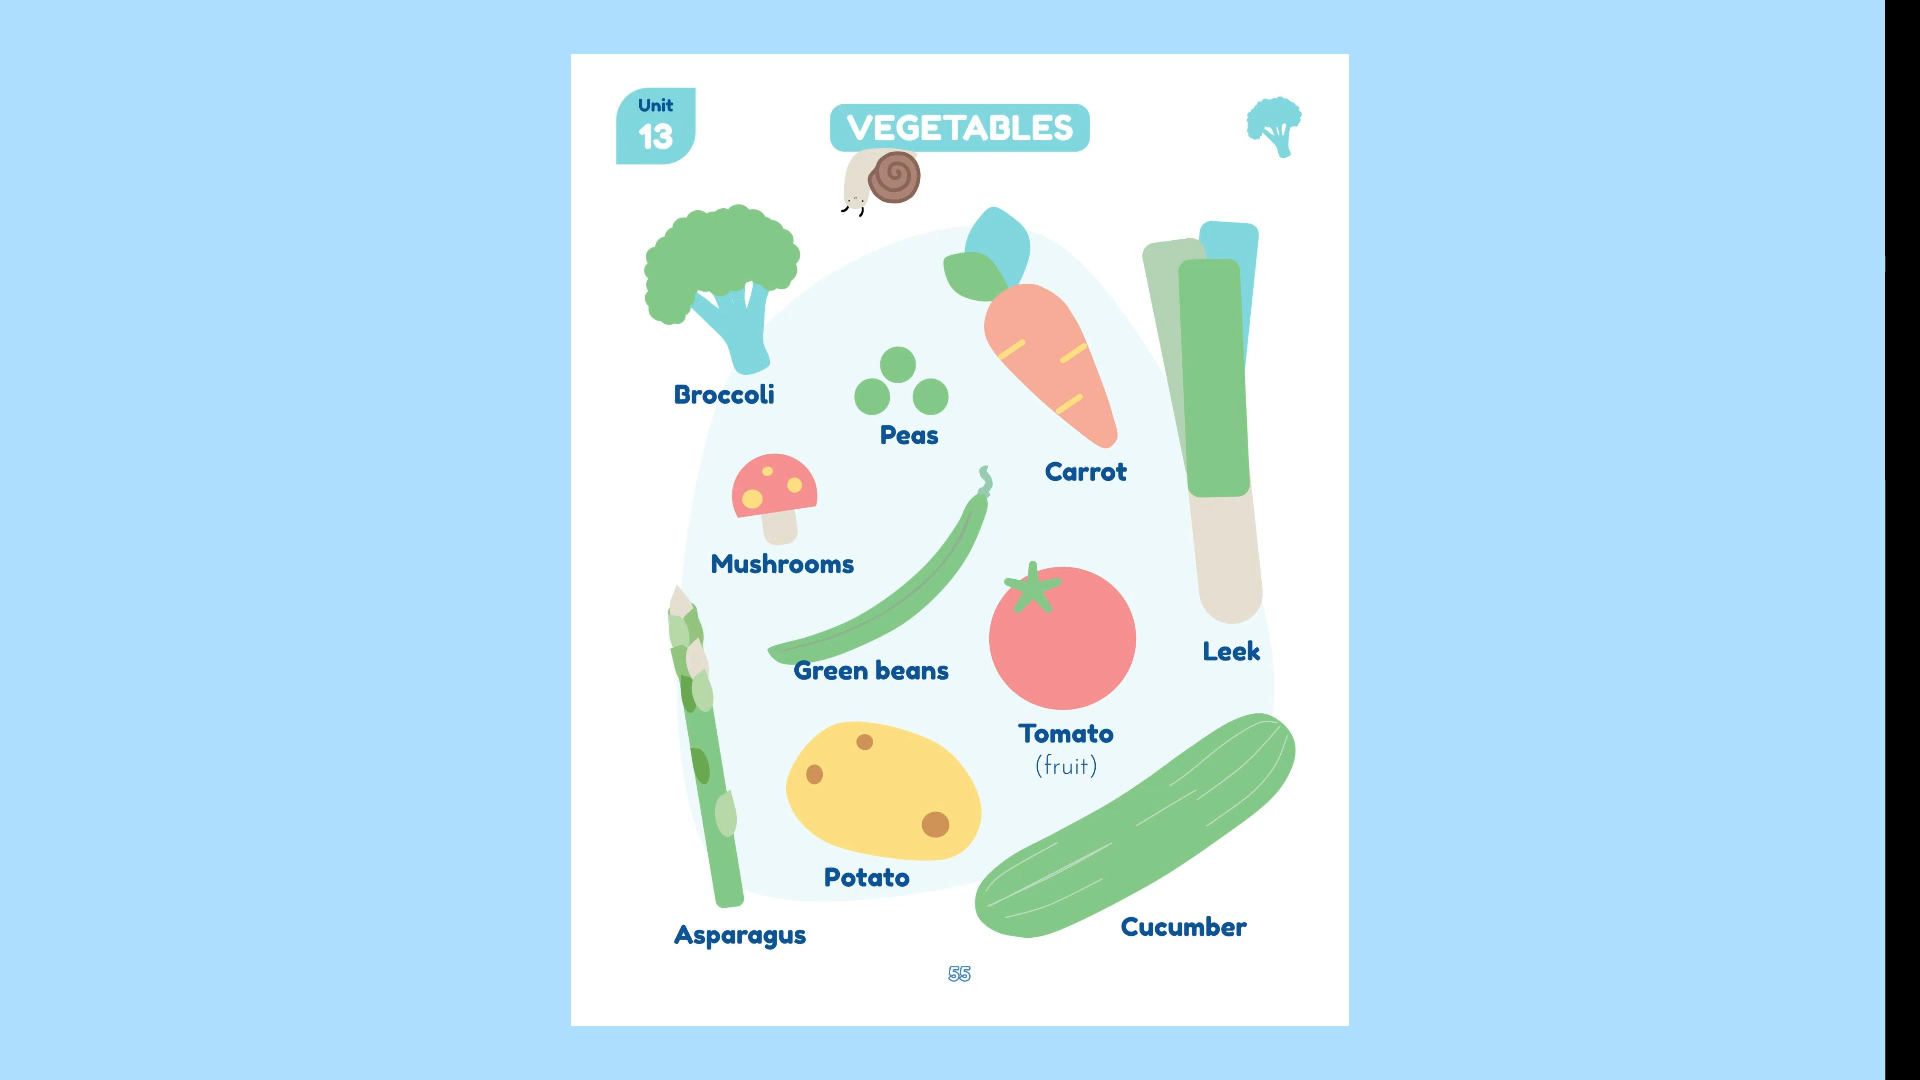 Unit
13
VEGETABLES
Broccoli
Peas
Carrot
Mushrooms
Green beans
Leek
Tomato
(fruit)
Potato
Asparagus
Cucumber
55